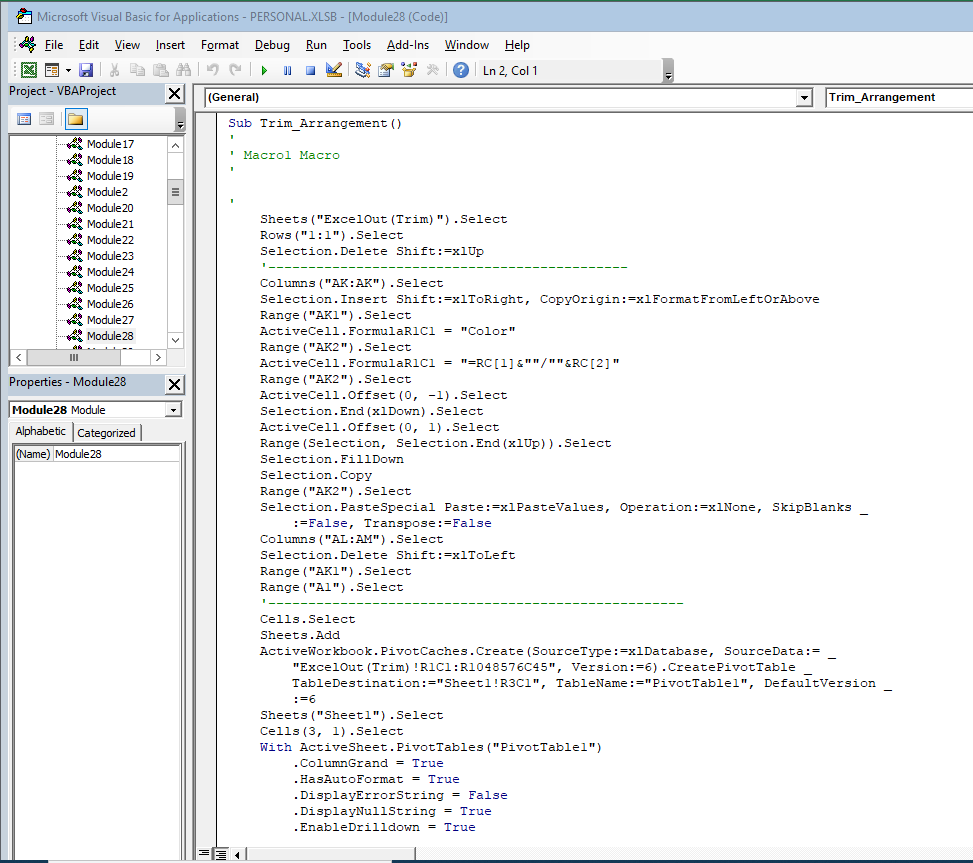 Microsoft Visual Basic for Applications - PERSONAL.XLSB - [Module28 (Code)]
File Edit View Insert Format Debug Run Tools Add-Ins Window Help
Ln 2, Col 1
Project - VBAProject
Module17
Module18
Module19
Module2
Module20
Module21
Module22
Module23
Module24
Module25
Module26
Module27
Module28
Properties - Module28
Module28 Module
Alphabetic Categorized
(Name) Module28
(General) Trim_Arrangement
Sub Trim_Arrangement()
'
' Macro1 Macro
'
'
Sheets("ExcelOut(Trim)").Select
Rows("1:1").Select
Selection.Delete Shift:=xlUp
'---------------------------------------------
Columns("AK:AK").Select
Selection.Insert Shift:=xlToRight, CopyOrigin:=xlFormatFromLeftOrAbove
Range("AK1").Select
ActiveCell.FormulaR1C1 = "Color"
Range("AK2").Select
ActiveCell.FormulaR1C1 = "=RC[1]&""/""&RC[2]"
Range("AK2").Select
ActiveCell.Offset(0, -1).Select
Selection.End(xlDown).Select
ActiveCell.Offset(0, 1).Select
Range(Selection, Selection.End(xlUp)).Select
Selection.FillDown
Selection.Copy
Range("AK2").Select
Selection.PasteSpecial Paste:=xlPasteValues, Operation:=xlNone, SkipBlanks _
:=False, Transpose:=False
Columns("AL:AM").Select
Selection.Delete Shift:=xlToLeft
Range("AK1").Select
Range("A1").Select
'----------------------------------------------------
Cells.Select
Sheets.Add
ActiveWorkbook.PivotCaches.Create(SourceType:=xlDatabase, SourceData:= _
"ExcelOut(Trim)!R1C1:R1048576C45", Version:=6).CreatePivotTable _
TableDestination:="Sheet1!R3C1", TableName:="PivotTable1", DefaultVersion _
:=6
Sheets("Sheet1").Select
Cells(3, 1).Select
With ActiveSheet.PivotTables("PivotTable1")
.ColumnGrand = True
.HasAutoFormat = True
.DisplayErrorString = False
.DisplayNullString = True
.EnableDrilldown = True